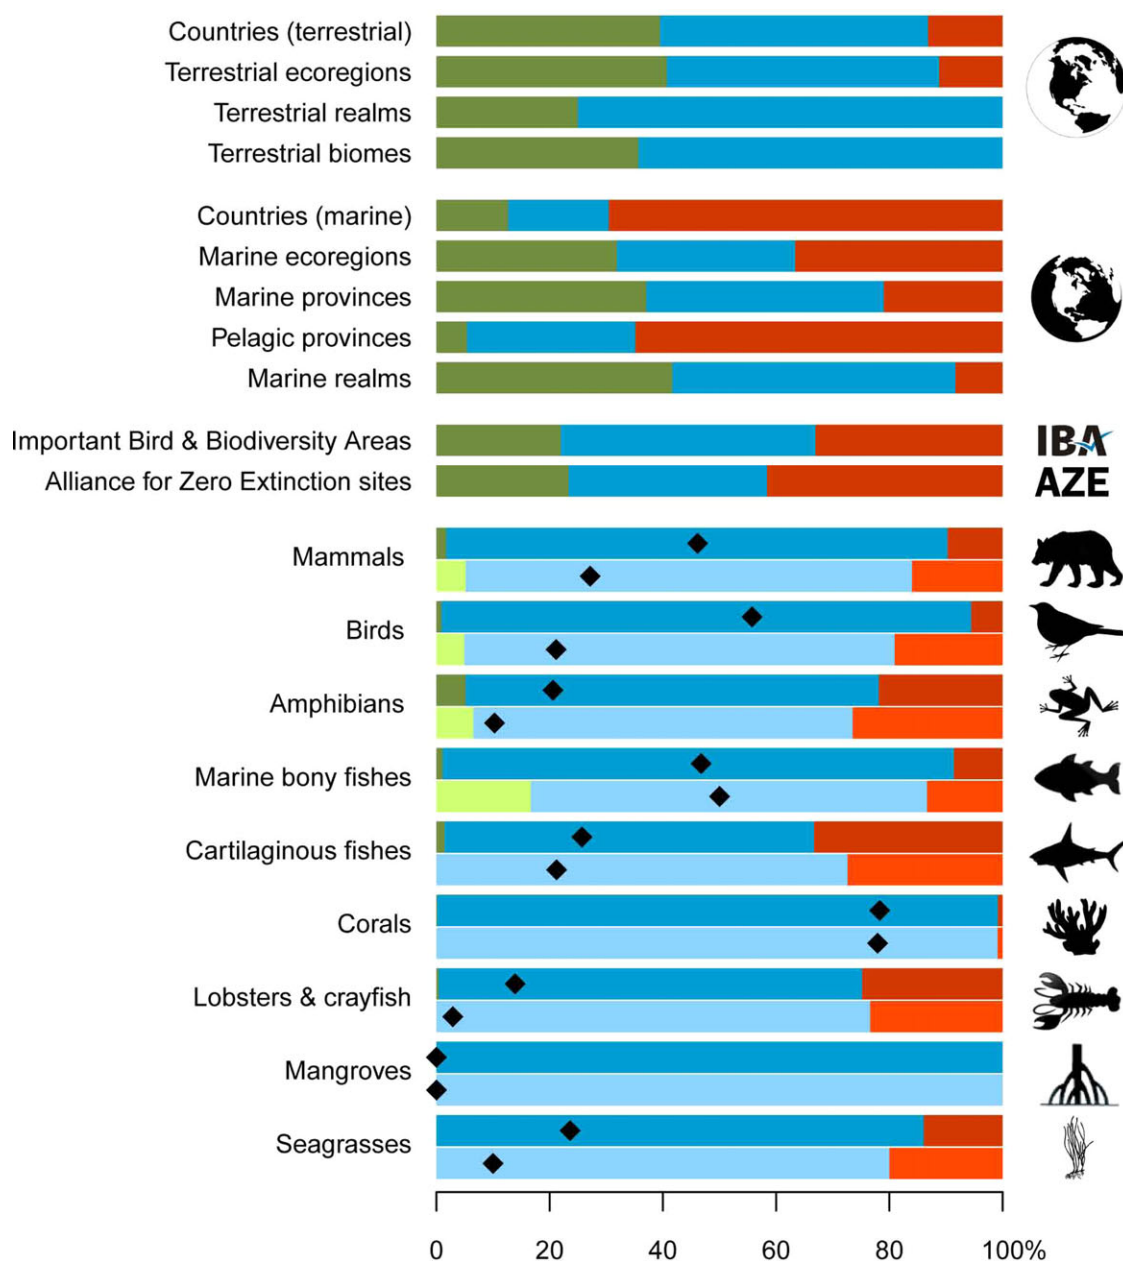 Countries (terrestrial)
Terrestrial ecoregions
Terrestrial realms
Terrestrial biomes
Countries (marine)
Marine ecoregions
Marine provinces
Pelagic provinces
Marine realms
Important Bird & Biodiversity Areas
IBA
Alliance for Zero Extinction sites
AZE
Mammals
Birds
Amphibians
Marine bony fishes
Cartilaginous fishes
Corals
Lobsters & crayfish
Mangroves
Seagrasses
0 20 40 60 80 100%